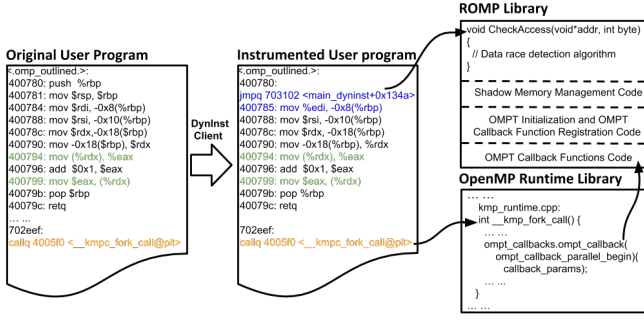 Original User Program
<.omp_outlined.>:
400780: push %rbp
400781: mov $rsp, $rbp
400784: mov $rdi, -0x8(%rbp)
400788: mov $rsi, -0x10(%rbp)
40078c: mov $rdx,-0x18($rbp)
400790: mov -0x18($rbp), $rdx
400794: mov (%rdx), %eax
400796: add $0x1, $eax
400799: mov $eax, (%rdx)
40079b: pop $rbp
40079c: retq
... ...
702eef:
callq 4005f0 <__kmpc_fork_call@plt>
DynInst
Client
Instrumented User program
<.omp_outlined.>:
400780:
jmpq 703102 <main_dyninst+0x134a>
400785: mov %edi, -0x8(%rbp)
400788: mov $rsi, -0x10(%rbp)
40078c: mov $rdx, -0x18(%rbp)
400790: mov -0x18(%rbp), %rdx
400794: mov (%rdx), %eax
400796: add $0x1, $eax
400799: mov $eax, (%rdx)
40079b: pop %rbp
40079c: retq
702eef:
callq 4005f0 <__kmpc_fork_call@plt>
ROMP Library
void CheckAccess(void*addr, int byte)
{
// Data race detection algorithm
}
Shadow Memory Management Code
OMPT Initialization and OMPT
Callback Function Registration Code
OMPT Callback Functions Code
OpenMP Runtime Library
... ...
kmp_runtime.cpp:
int __kmp_fork_call() {
... ...
ompt_callbacks.ompt_callback(
ompt_callback_parallel_begin)(
callback_params);
... ...
}
... ...